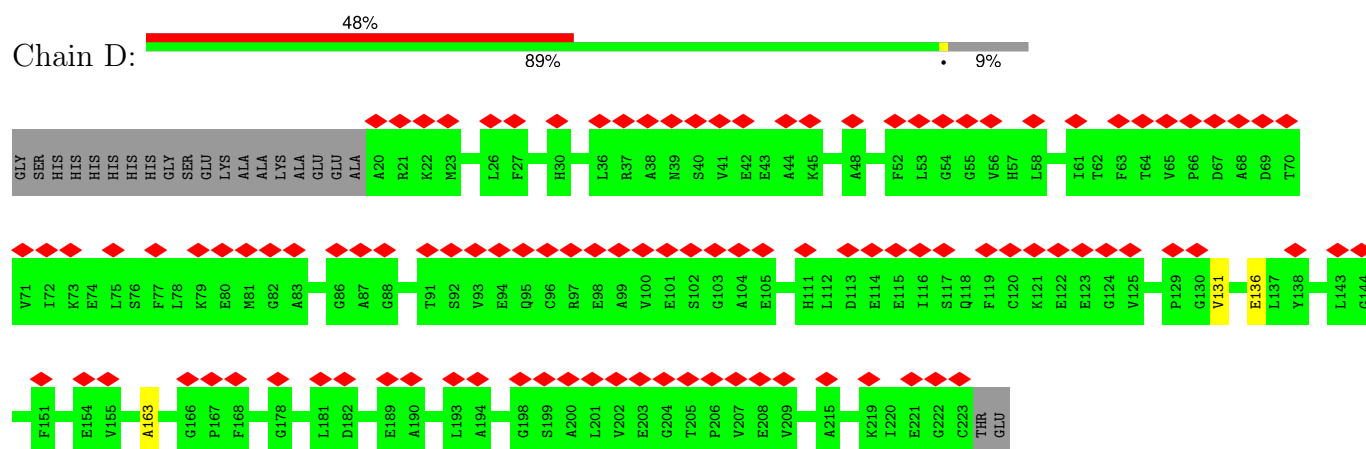 48%
Chain D:
89% • 9%
GLY SER HIS HIS HIS HIS HIS HIS GLY SER GLU LYS ALA ALA LYS ALA GLU GLU ALA A20 R21 K22 M23 L26 F27 H30 L36 R37 A38 N39 S40 V41 E42 E43 A44 K45 A48 F52 L53 G54 G55 V56 H57 L58 I61 T62 F63 T64 V65 P66 D67 A68 D69 T70
V71 I72 K73 E74 L75 S76 F77 L78 K79 E80 M81 G82 A83 G86 A87 G88 T91 S92 V93 E94 Q95 C96 R97 E98 A99 V100 E101 S102 G103 A104 E105 H111 L112 D113 E114 E115 I116 S117 Q118 F119 C120 K121 E122 E123 G124 V125 P129 G130 V131 E136 L137 Y138 L143 G144
F151 E154 V155 A163 G166 P167 F168 G178 L181 D182 E189 A190 L193 A194 G198 S199 A200 L201 V202 E203 G204 T205 P206 V207 E208 V209 A215 K219 I220 E221 G222 C223 THR GLU